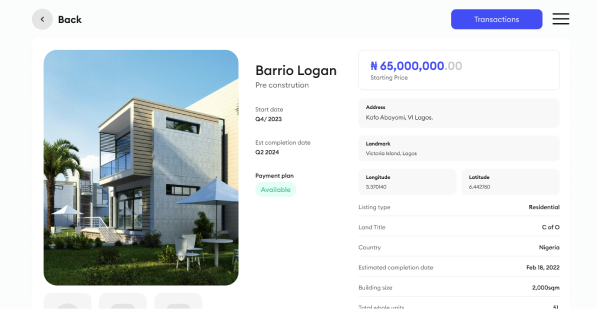 Back
Transactions
Barrio Logan
Pre constrution
Start date
Q4/ 2023
Est completion date
Q2 2024
Payment plan
Available
₦ 65,000,000.00
Starting Price
Address
Kofo Abayomi, VI Lagos.
Landmark
Victoria Island, Lagos
Longitude
3.370140
Latitude
6.442760
Listing type Residential
Land Title C of O
Country Nigeria
Estimated completion date Feb 18, 2022
Building size 2,000sqm
Total whole units 51